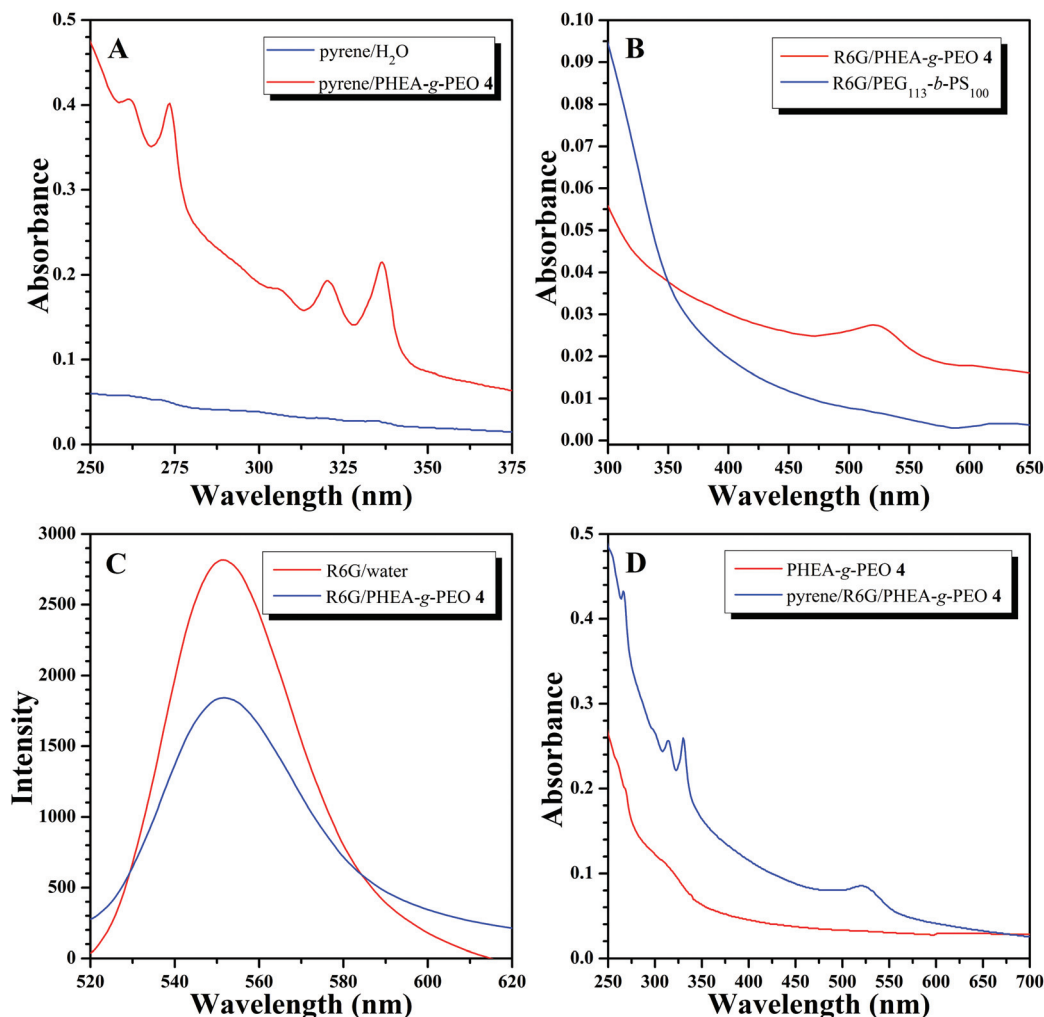 A
pyrene/H₂O
pyrene/PHEA-g-PEO 4
0.5
0.4
0.3
0.2
0.1
0.0
Absorbance
250 275 300 325 350 375
Wavelength (nm)
B
R6G/PHEA-g-PEO 4
R6G/PEG₁₁₃-b-PS₁₀₀
0.10
0.09
0.08
0.07
0.06
0.05
0.04
0.03
0.02
0.01
0.00
Absorbance
300 350 400 450 500 550 600 650
Wavelength (nm)
C
R6G/water
R6G/PHEA-g-PEO 4
3000
2500
2000
1500
1000
500
0
Intensity
520 540 560 580 600 620
Wavelength (nm)
D
PHEA-g-PEO 4
pyrene/R6G/PHEA-g-PEO 4
0.5
0.4
0.3
0.2
0.1
0.0
Absorbance
250 300 350 400 450 500 550 600 650 700
Wavelength (nm)